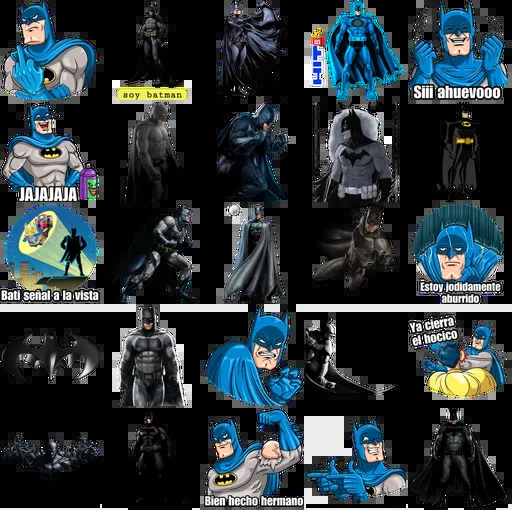 soy batman
Siii ahuevooo
JAJAJAJA
Bati señal a la vista
Estoy jodidamente
aburrido
Ya cierra
el hocico
Bien hecho hermano